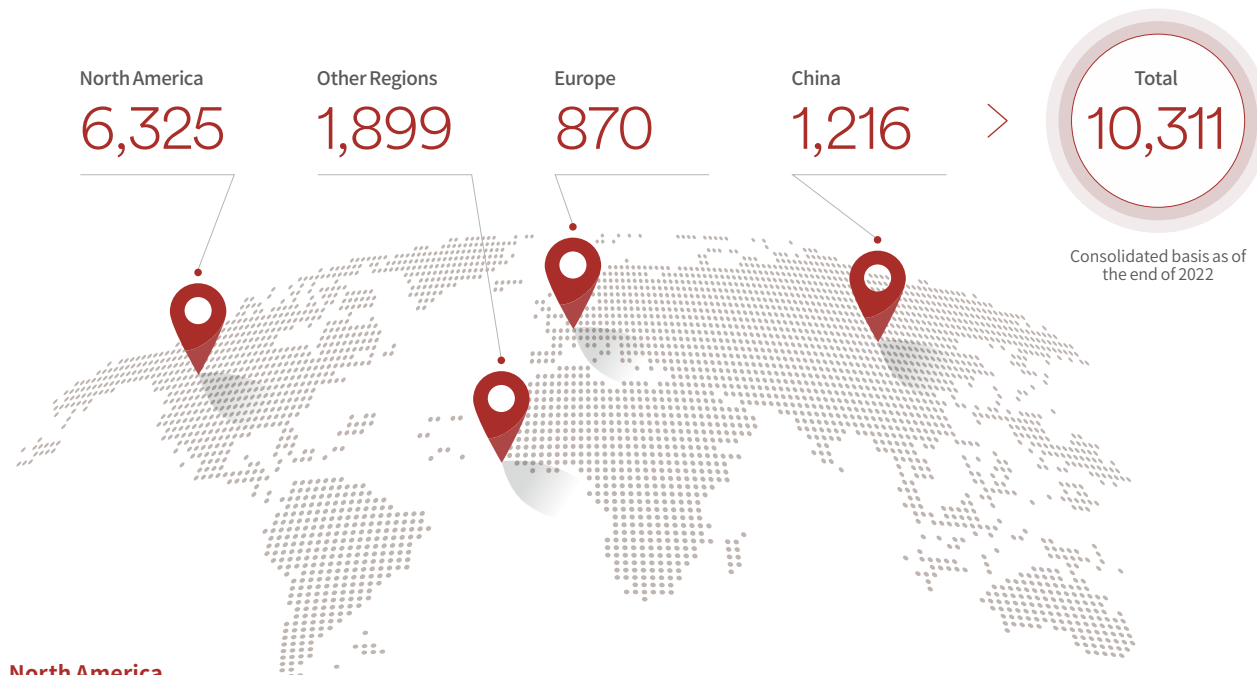 North America
6,325
Other Regions
1,899
Europe
870
China
1,216
Total
10,311
Consolidated basis as of
the end of 2022
North America